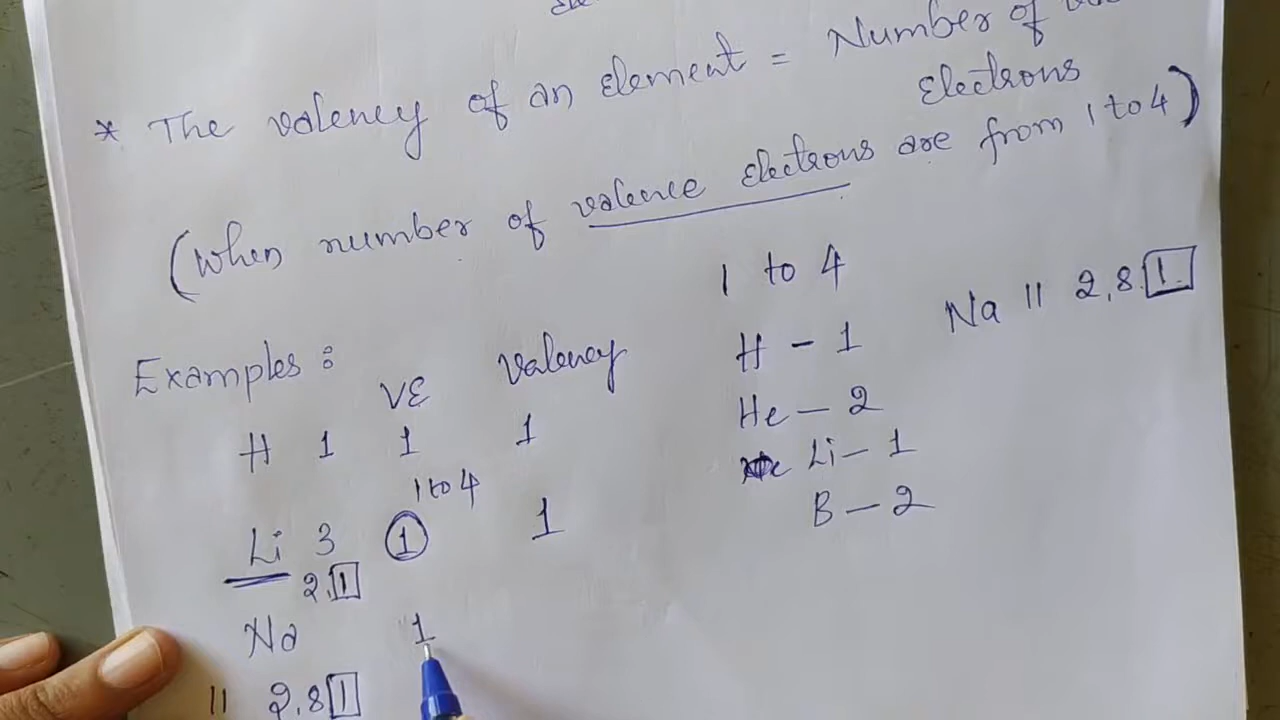 * The valency of an element = Number of
Electrons
(When number of valence electrons are from 1 to 4)
1 to 4
Na 11 2,8,1
Examples :
VE Valency
H 1 1 1
1 to 4
Li 3 1 1
2,1
Na 1
11 2,8 1
H - 1
He - 2
Li - 1
B - 2